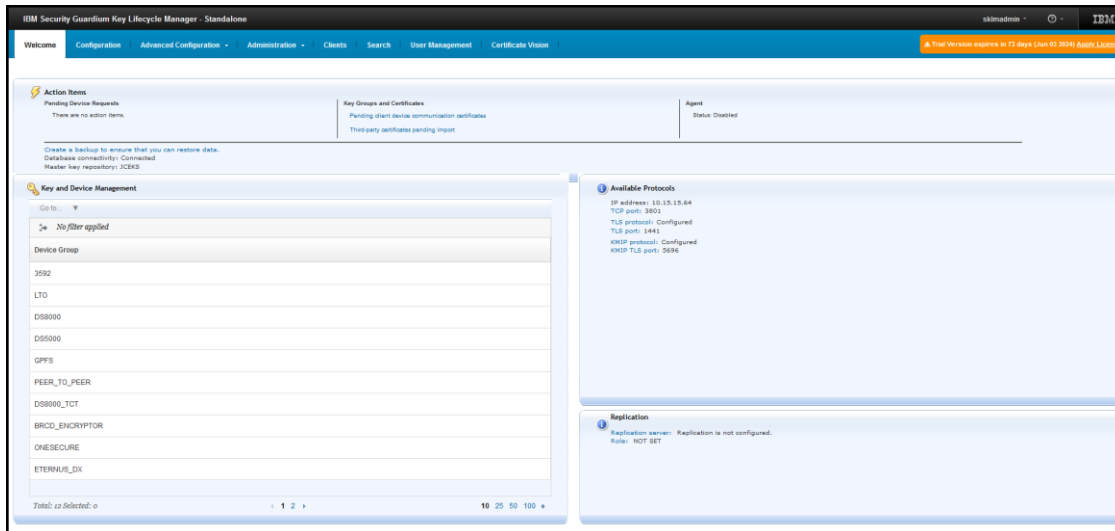 IBM Security Guardium Key Lifecycle Manager - Standalone
sklmadmin
IBM
Welcome
Configuration
Advanced Configuration
Administration
Clients
Search
User Management
Certificate Vision
Trial Version expires in 73 days (Jun 03 2024) Apply Licen
Action Items
Pending Device Requests
There are no action items.
Key Groups and Certificates
Pending client device communication certificates
Third-party certificates pending import
Agent
Status: Disabled
Create a backup to ensure that you can restore data.
Database connectivity: Connected
Master key repository: JCEKS
Key and Device Management
Go to...
No filter applied
Device Group
3592
LTO
DS8000
DS5000
GPFS
PEER_TO_PEER
DS8000_TCT
BRCD_ENCRYPTOR
ONESECURE
ETERNUS_DX
Total: 12 Selected: 0
1 2
10 25 50 100
Available Protocols
IP address: 10.15.15.64
TCP port: 3801
TLS protocol: Configured
TLS port: 1441
KMIP protocol: Configured
KMIP TLS port: 5696
Replication
Replication server: Replication is not configured.
Role: NOT SET